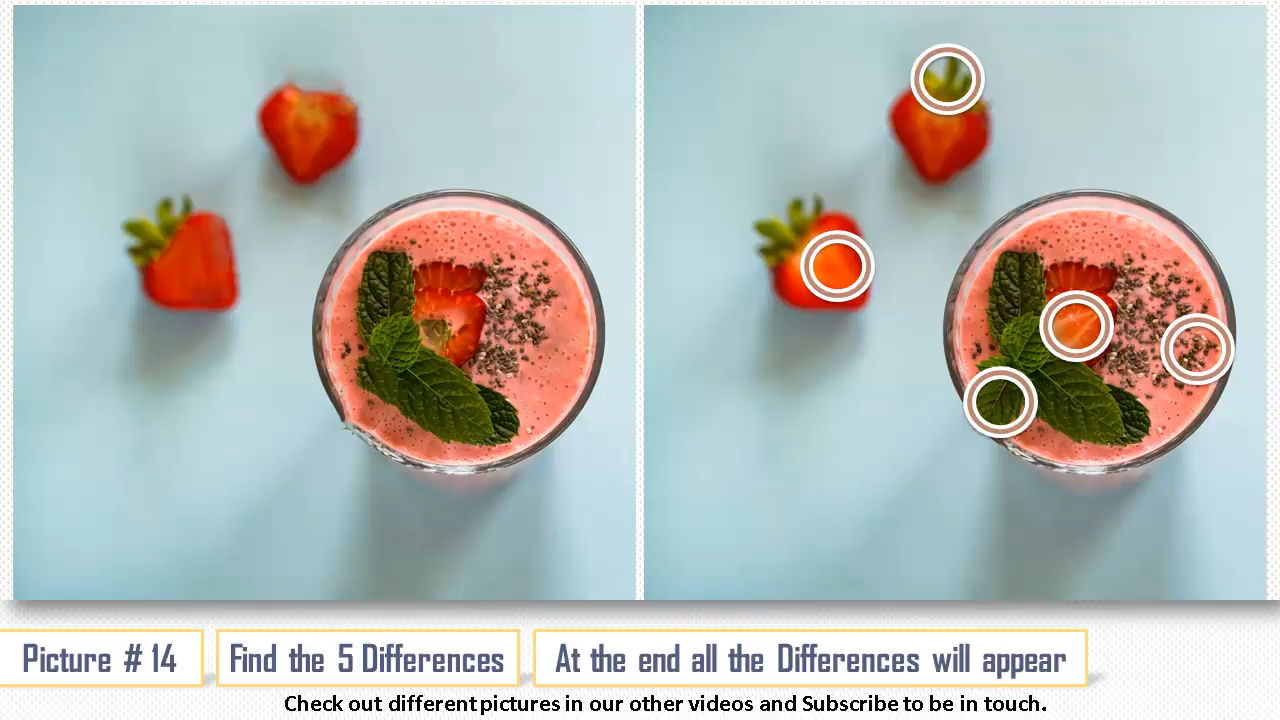 Picture # 14
Find the 5 Differences
At the end all the Differences will appear
Check out different pictures in our other videos and Subscribe to be in touch.